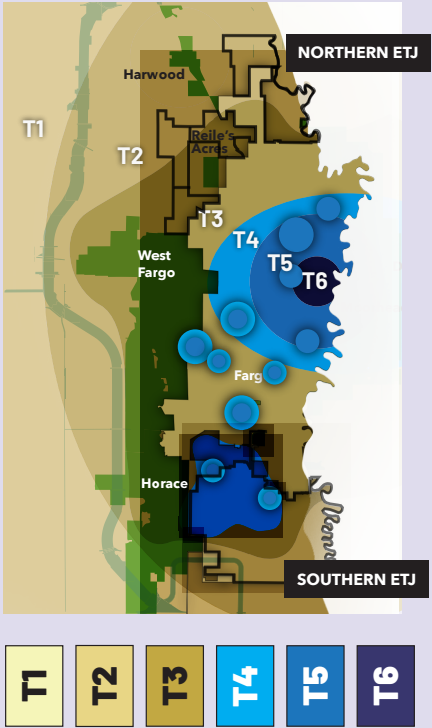 NORTHERN ETJ
Harwood
T1
Reile's
Acres
T2
T3
T4
West
Fargo
T5
T6
Farg
Horace
SOUTHERN ETJ
T1
T2
T3
T4
T5
T6